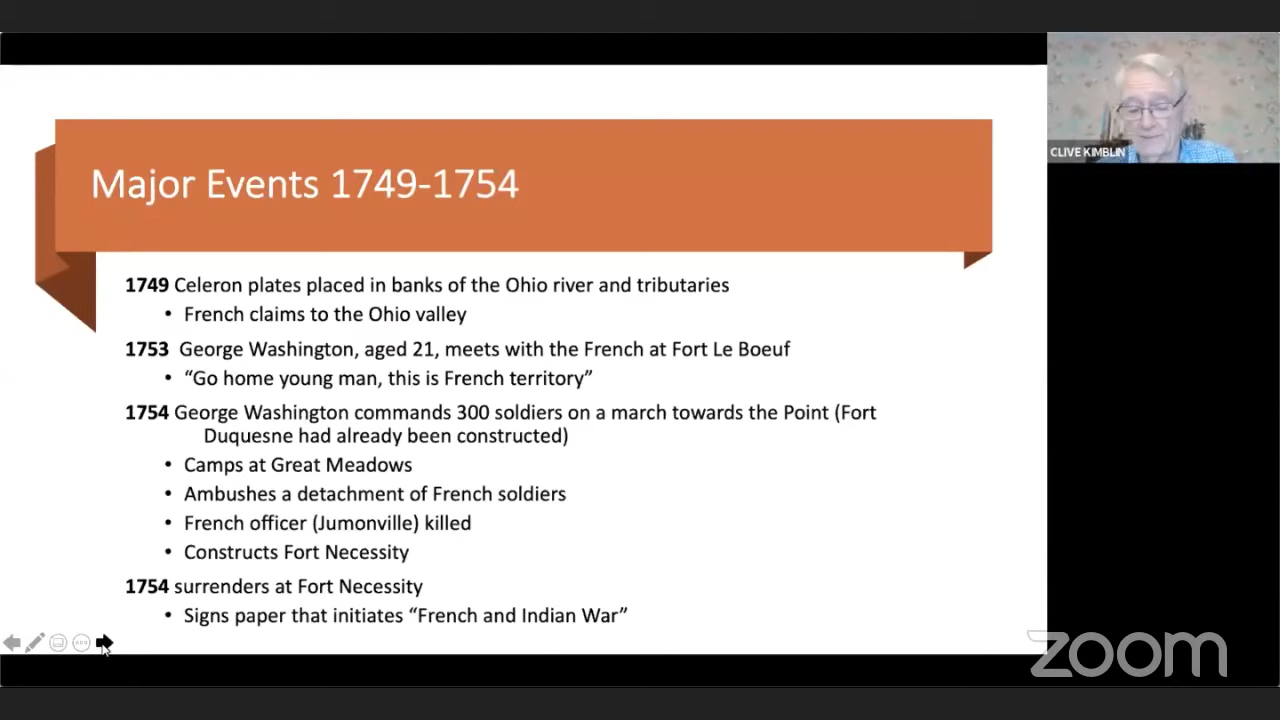 Major Events 1749-1754
1749 Celeron plates placed in banks of the Ohio river and tributaries
• French claims to the Ohio valley
1753 George Washington, aged 21, meets with the French at Fort Le Boeuf
• “Go home young man, this is French territory”
1754 George Washington commands 300 soldiers on a march towards the Point (Fort
Duquesne had already been constructed)
• Camps at Great Meadows
• Ambushes a detachment of French soldiers
• French officer (Jumonville) killed
• Constructs Fort Necessity
1754 surrenders at Fort Necessity
• Signs paper that initiates “French and Indian War”
CLIVE KIMBLIN
zoom